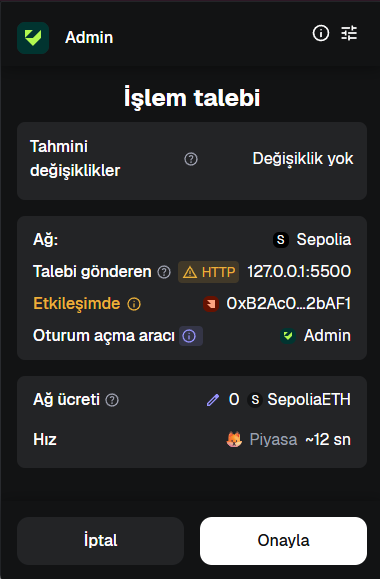 Admin
İşlem talebi
Tahmini
değişiklikler
Değişiklik yok
Ağ: S Sepolia
Talebi gönderen HTTP 127.0.0.1:5500
Etkileşimde 0xB2Ac0...2bAF1
Oturum açma aracı Admin
Ağ ücreti 0 S SepoliaETH
Hız Piyasa ~12 sn
İptal Onayla